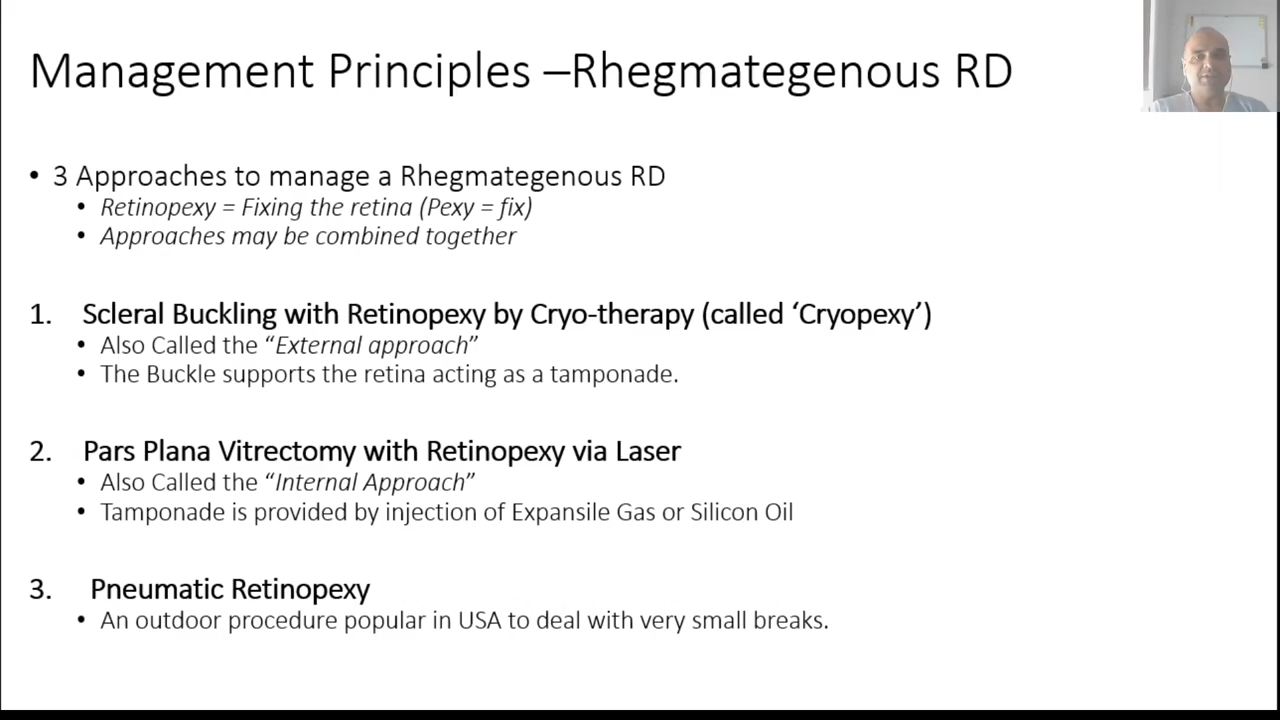 Management Principles –Rhegmategenous RD
• 3 Approaches to manage a Rhegmategenous RD
• Retinopexy = Fixing the retina (Pexy = fix)
• Approaches may be combined together
1. Scleral Buckling with Retinopexy by Cryo-therapy (called ‘Cryopexy’)
• Also Called the “External approach”
• The Buckle supports the retina acting as a tamponade.
2. Pars Plana Vitrectomy with Retinopexy via Laser
• Also Called the “Internal Approach”
• Tamponade is provided by injection of Expansile Gas or Silicon Oil
3. Pneumatic Retinopexy
• An outdoor procedure popular in USA to deal with very small breaks.